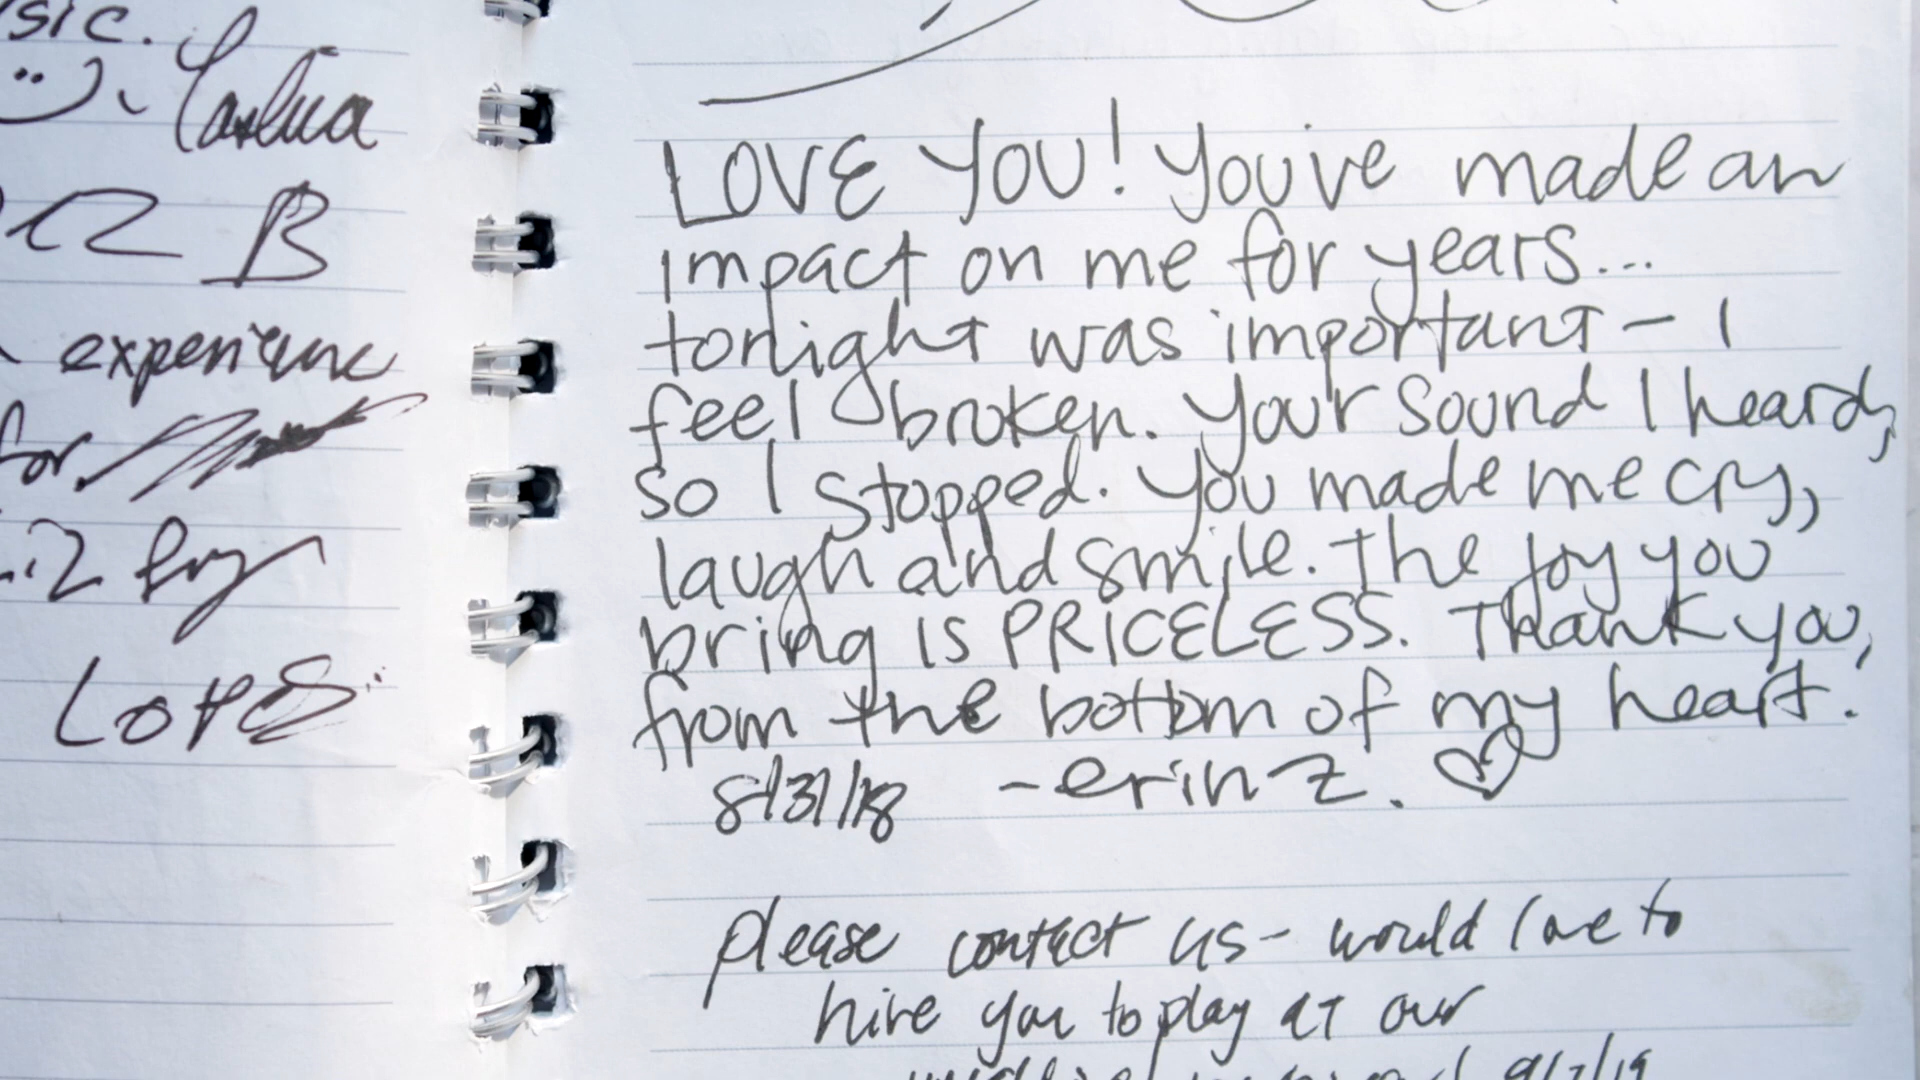 sic.
Love
experience
for
LOVE YOU! You've made an
impact on me for years...
tonight was important - I
feel broken. Your sound I heard,
so I stopped. You made me cry,
laugh and smile. The joy you
bring is PRICELESS. Thank you,
from the bottom of my heart.
8/31/18 - erin z. ♡
please contact us - would love to
hire you to play at our